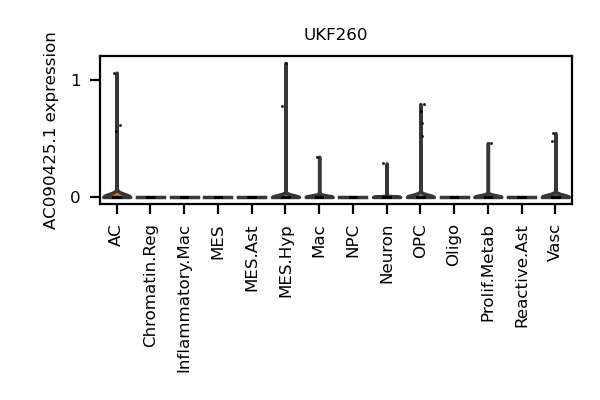 UKF260
AC090425.1 expression
1
0
AC
Chromatin.Reg
Inflammatory.Mac
MES
MES.Ast
MES.Hyp
Mac
NPC
Neuron
OPC
Oligo
Prolif.Metab
Reactive.Ast
Vasc